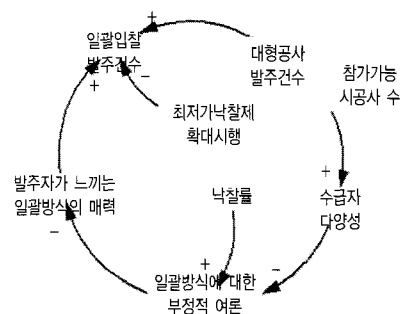 +
일괄입찰
발주건수
+
−
대형공사
발주건수
참가가능
시공사 수
최저가낙찰제
확대시행
발주자가 느끼는
일괄방식의 매력
−
낙찰률
+
수급자
다양성
−
+
일괄방식에 대한
부정적 여론